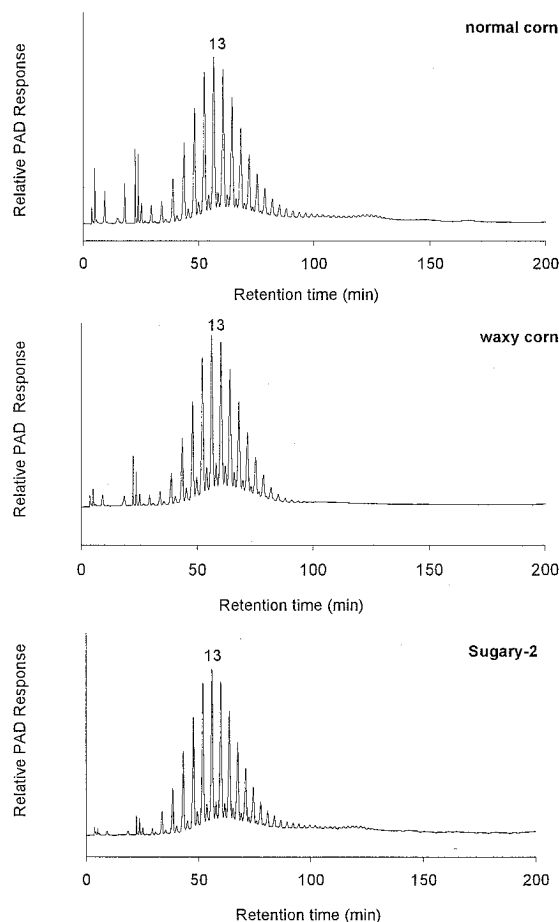 normal corn
13
Relative PAD Response
0 50 100 150 200
Retention time (min)
waxy corn
13
Relative PAD Response
0 50 100 150 200
Retention time (min)
Sugary-2
13
Relative PAD Response
0 50 100 150 200
Retention time (min)